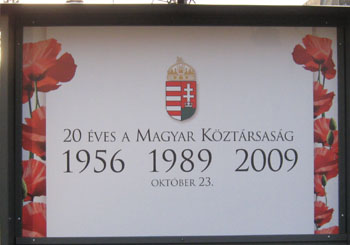 20 ÉVES A MAGYAR KÖZTÁRSASÁG
1956 1989 2009
OKTÓBER 23.